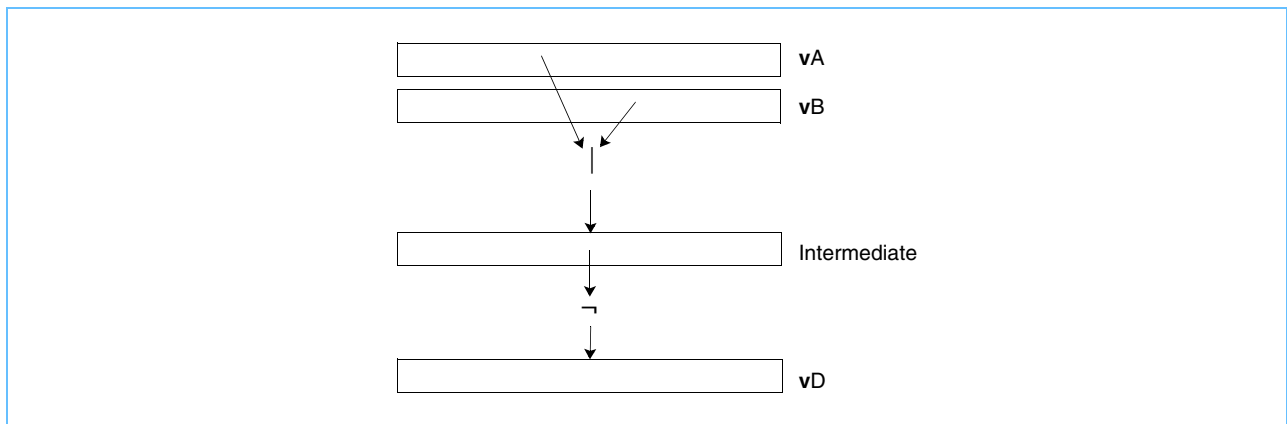 vA
vB
|
Intermediate
¬
vD